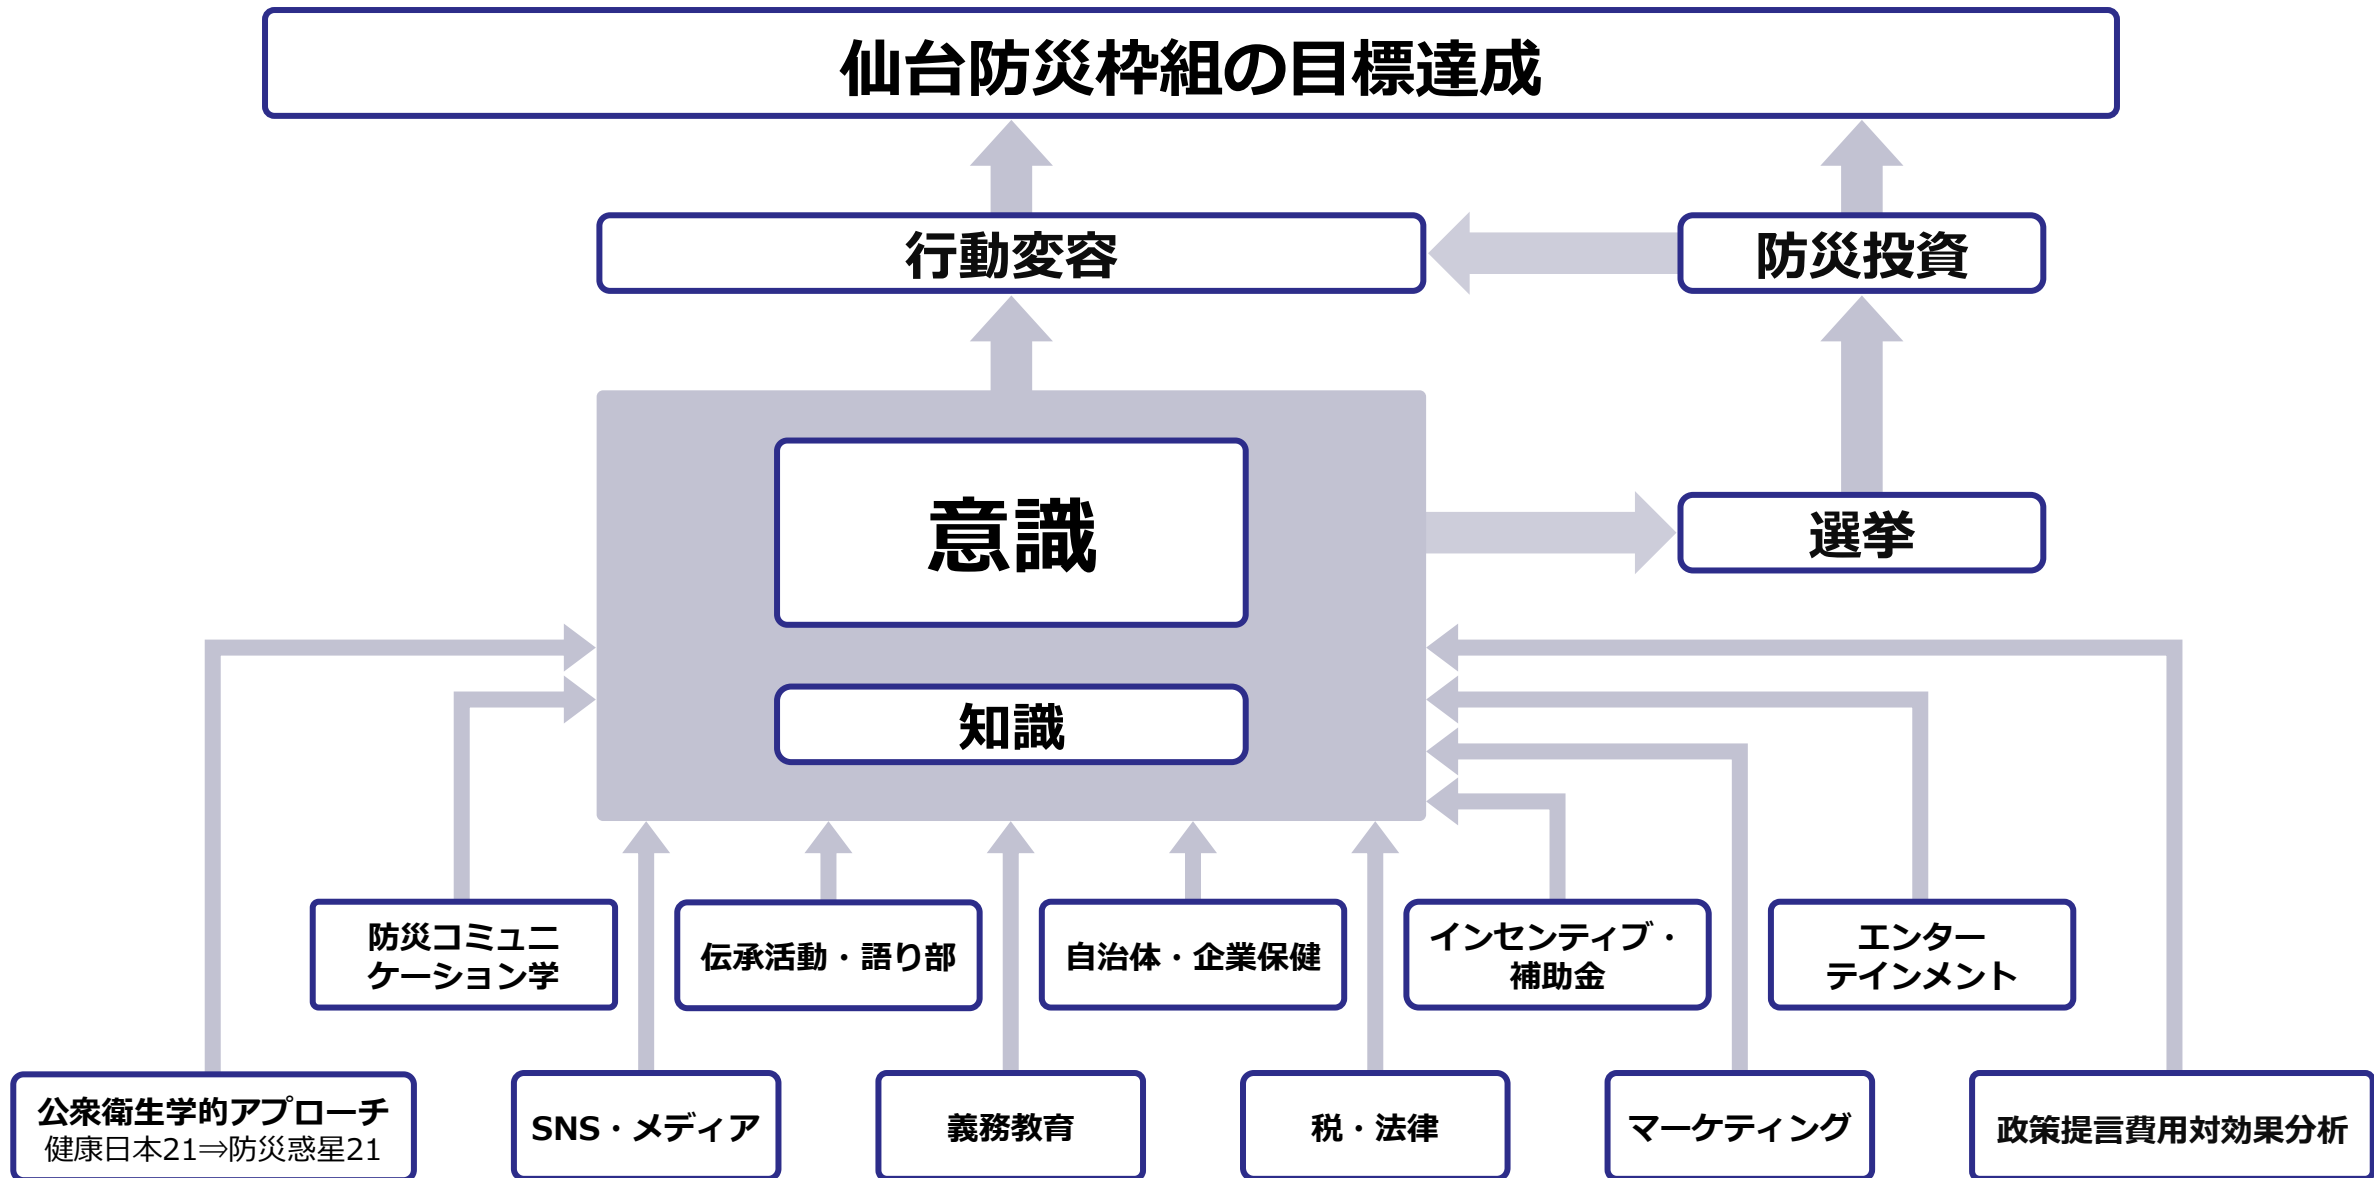 仙台防災枠組の目標達成
行動変容
防災投資
意識
選挙
知識
防災コミュニ
ケーション学
伝承活動・語り部
自治体・企業保健
インセンティブ・
補助金
エンター
テインメント
公衆衛生学的アプローチ
健康日本21⇒防災惑星21
SNS・メディア
義務教育
税・法律
マーケティング
政策提言費用対効果分析